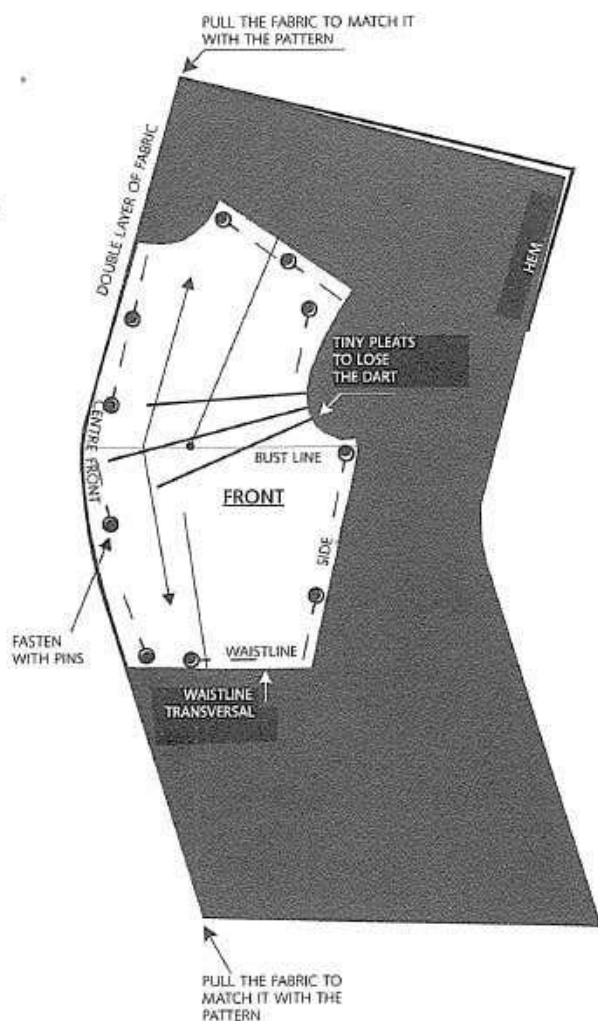 PULL THE FABRIC TO MATCH IT
WITH THE PATTERN
DOUBLE LAYER OF FABRIC
HEM
TINY PLEATS
TO LOSE
THE DART
CENTRE FRONT
BUST LINE
FRONT
SIDE
FASTEN
WITH PINS
WAISTLINE
WAISTLINE
TRANSVERSAL
PULL THE FABRIC TO
MATCH IT WITH THE
PATTERN